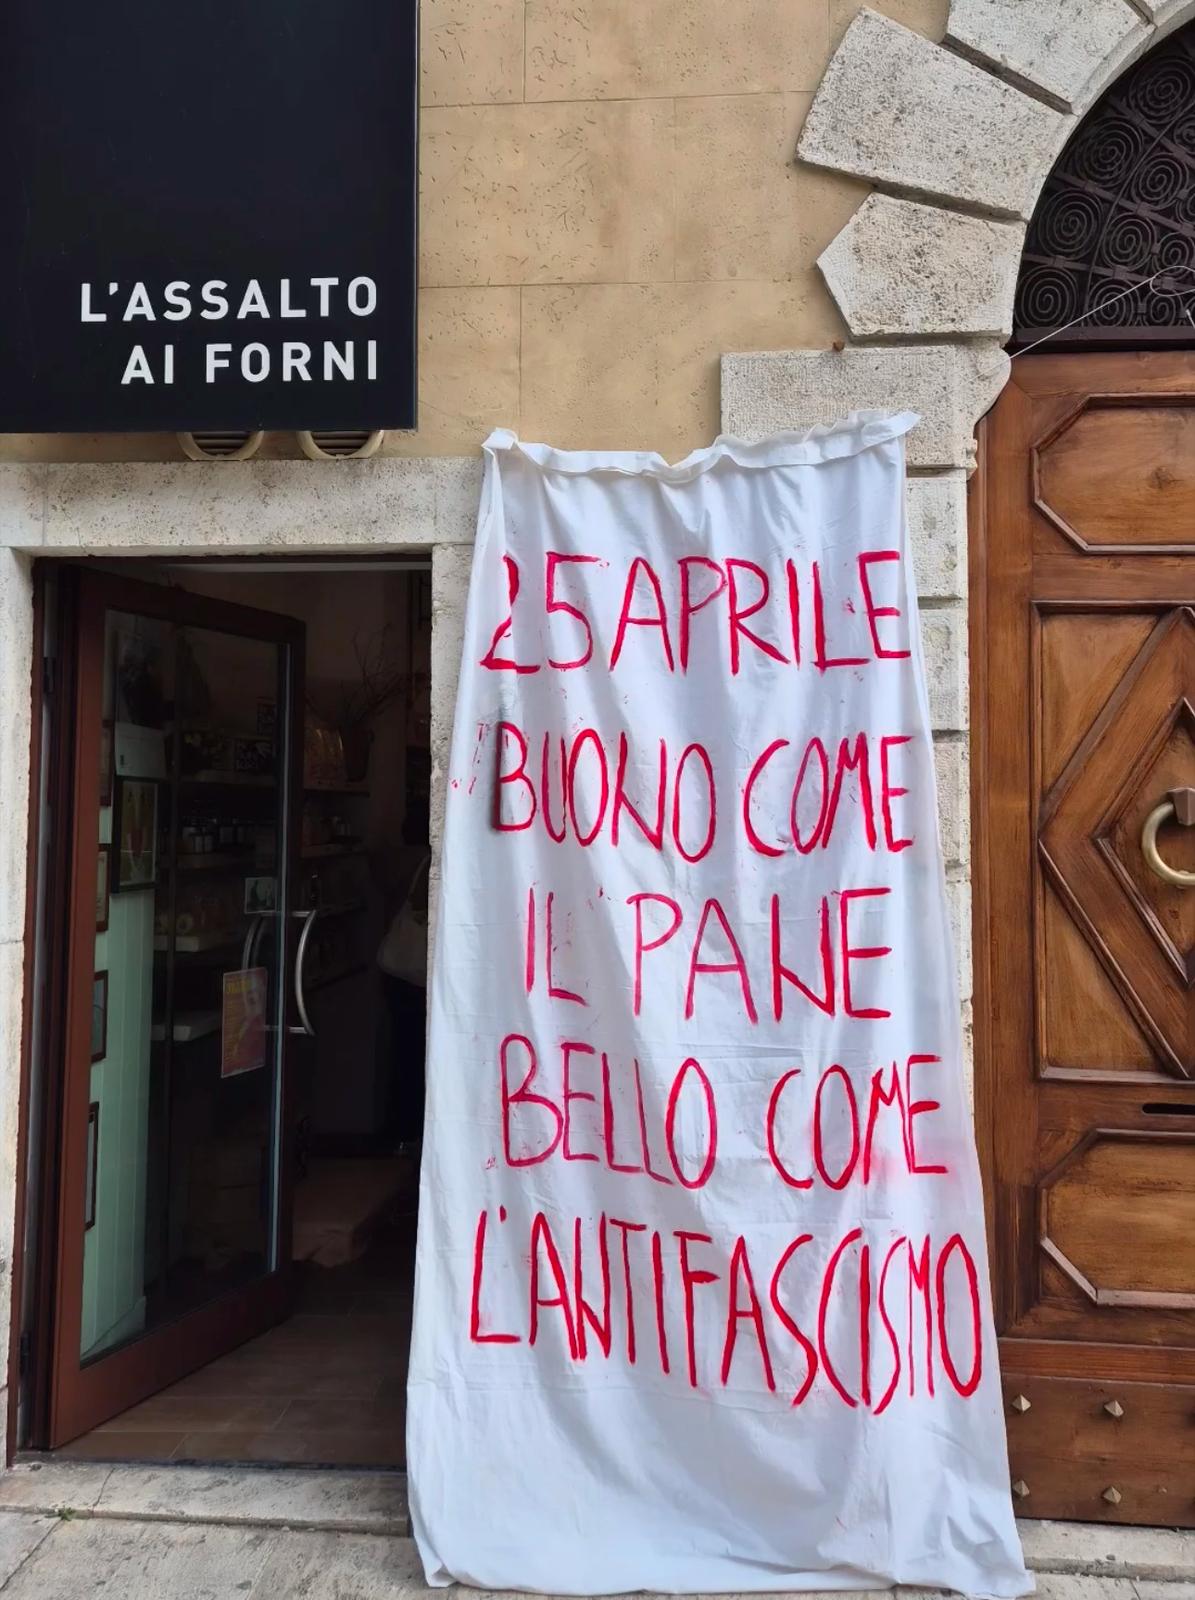 L'ASSALTO
AI FORNI
25 APRILE
BUONO COME
IL PANE
BELLO COME
L'ANTIFASCISMO